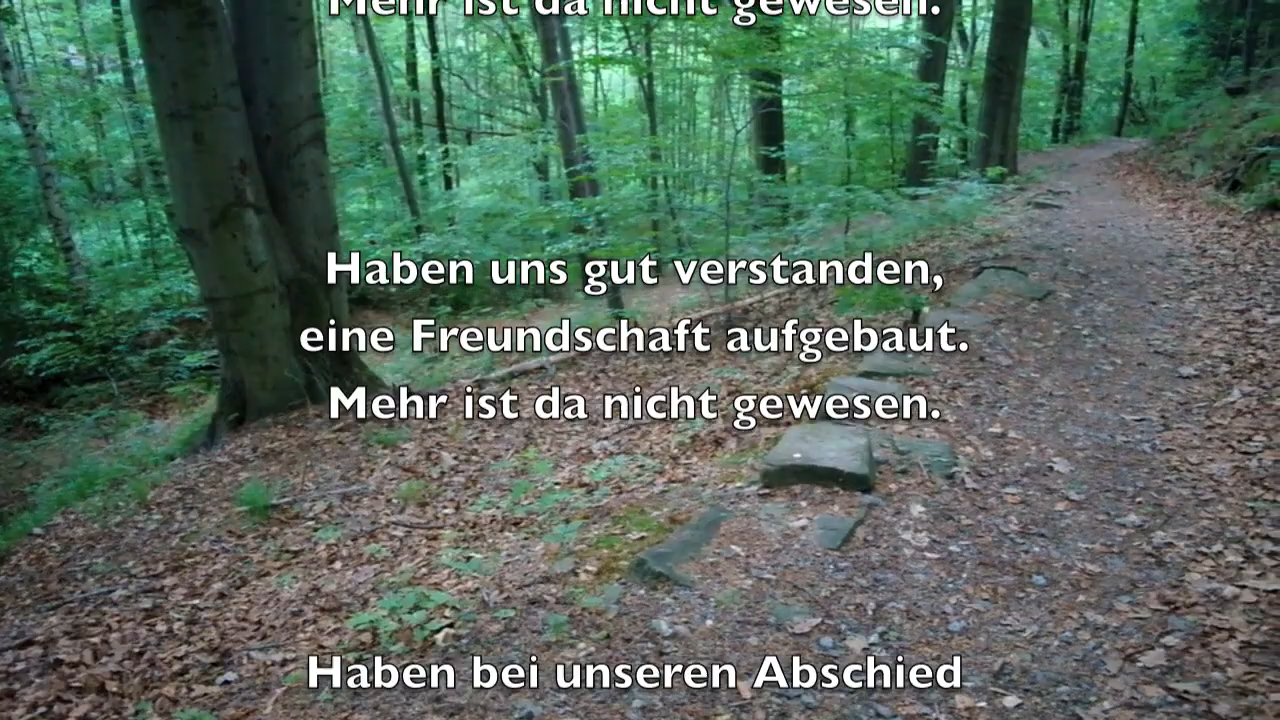 Mehr ist da nicht gewesen.
Haben uns gut verstanden,
eine Freundschaft aufgebaut.
Mehr ist da nicht gewesen.
Haben bei unseren Abschied